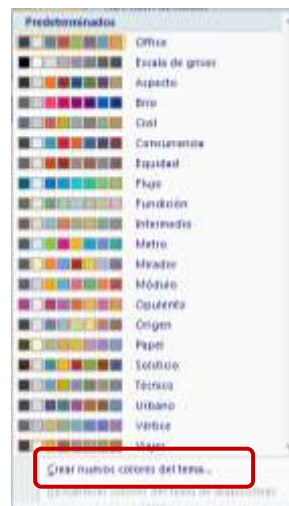 Predeterminados
Office
Escala de grises
Aspecto
Brío
Civil
Concurrencia
Equidad
Flujo
Fundición
Intermedio
Metro
Mirador
Módulo
Opulento
Origen
Papel
Solsticio
Técnico
Urbano
Vértice
Viajes
Crear nuevos colores del tema...